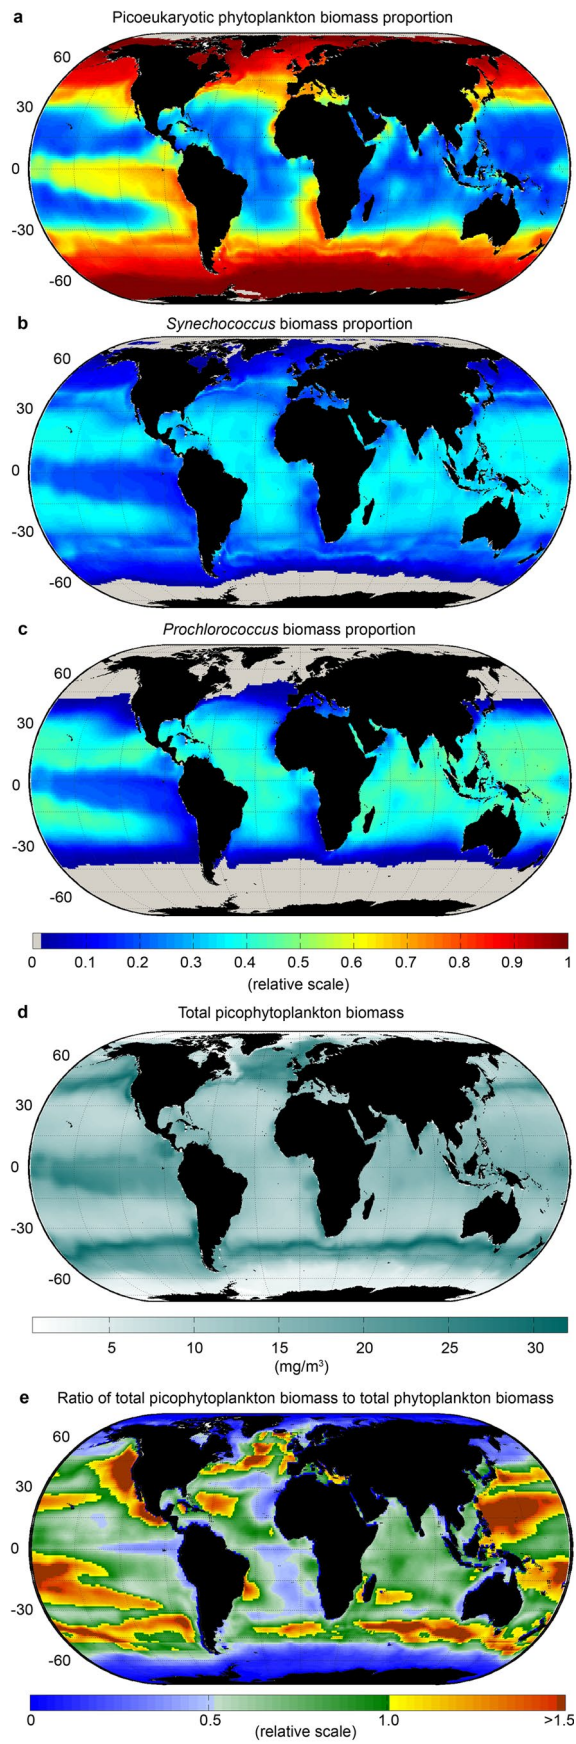 a Picoeukaryotic phytoplankton biomass proportion
60
30
0
-30
-60
b Synechococcus biomass proportion
60
30
0
-30
-60
c Prochlorococcus biomass proportion
60
30
0
-30
-60
0 0.1 0.2 0.3 0.4 0.5 0.6 0.7 0.8 0.9 1
(relative scale)
d Total picophytoplankton biomass
60
30
0
-30
-60
5 10 15 20 25 30
(mg/m³)
e Ratio of total picophytoplankton biomass to total phytoplankton biomass
60
30
0
-30
-60
0 0.5 1.0 >1.5
(relative scale)